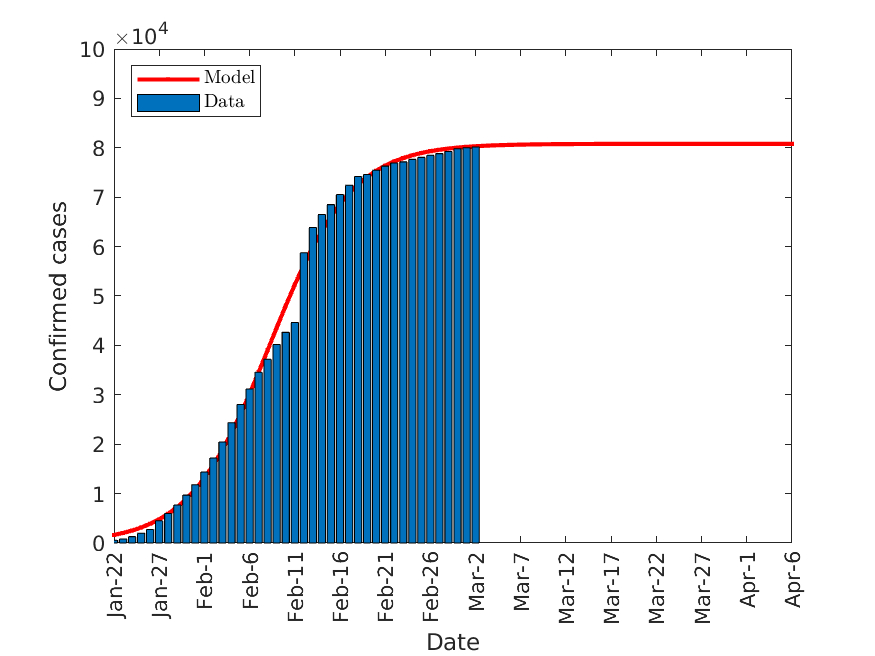 ×10⁴
10
9
8
7
6
5
4
3
2
1
0
Model
Data
Confirmed cases
Jan-22
Jan-27
Feb-1
Feb-6
Feb-11
Feb-16
Feb-21
Feb-26
Mar-2
Mar-7
Mar-12
Mar-17
Mar-22
Mar-27
Apr-1
Apr-6
Date